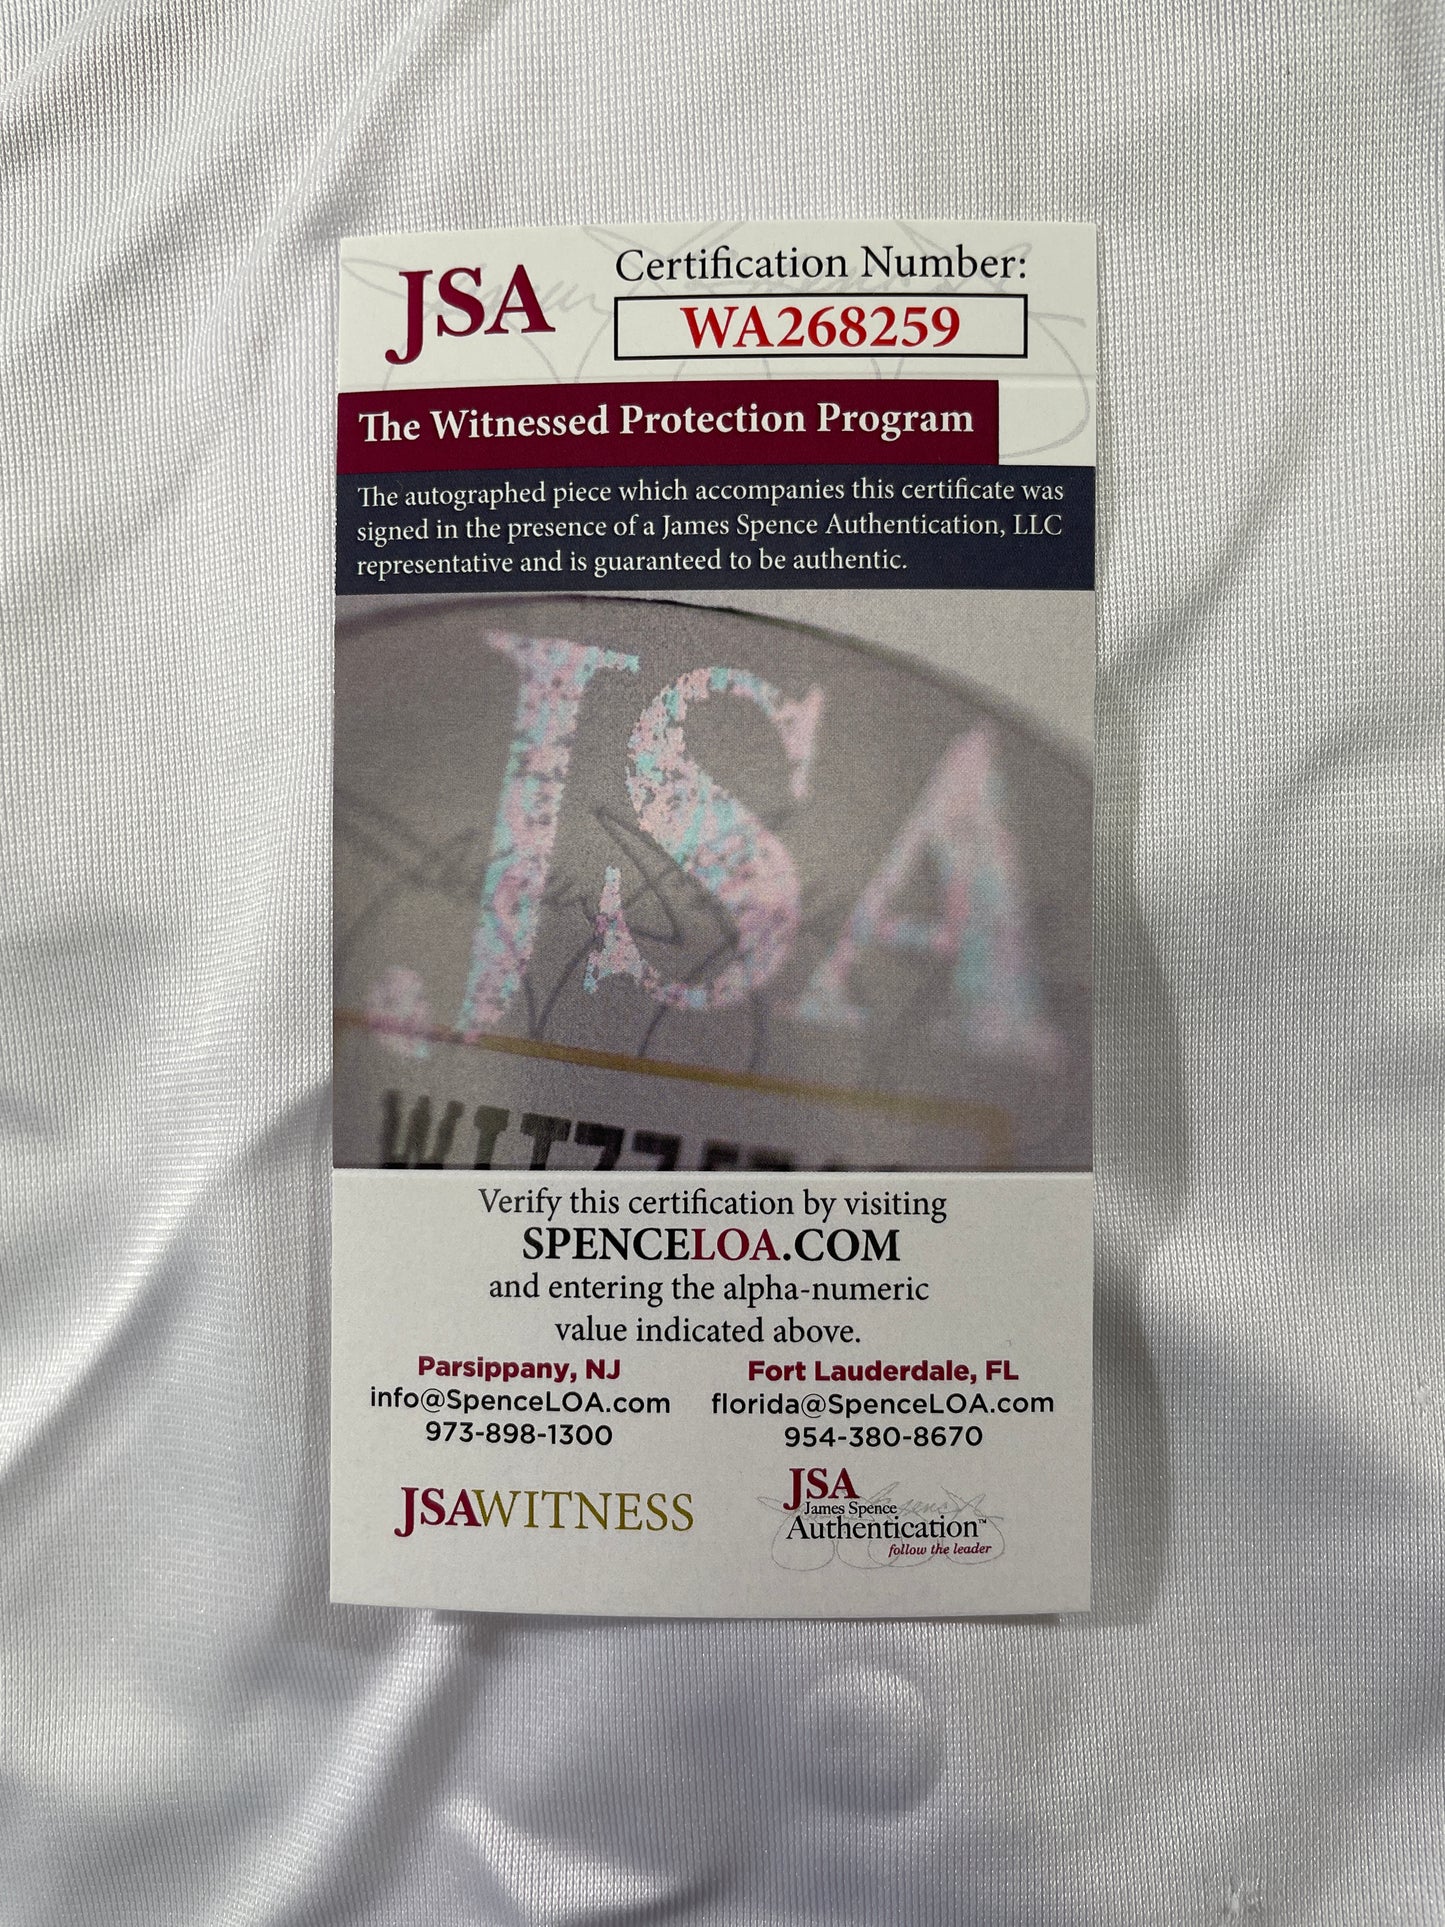 JSA
Certification Number:
WA268259
The Witnessed Protection Program
The autographed piece which accompanies this certificate was
signed in the presence of a James Spence Authentication, LLC
representative and is guaranteed to be authentic.
JSA
Verify this certification by visiting
SPENCELOA.COM
and entering the alpha-numeric
value indicated above.
Parsippany, NJ
info@SpenceLOA.com
973-898-1300
Fort Lauderdale, FL
florida@SpenceLOA.com
954-380-8670
JSAWITNESS
JSA
James Spence
Authentication™
follow the leader